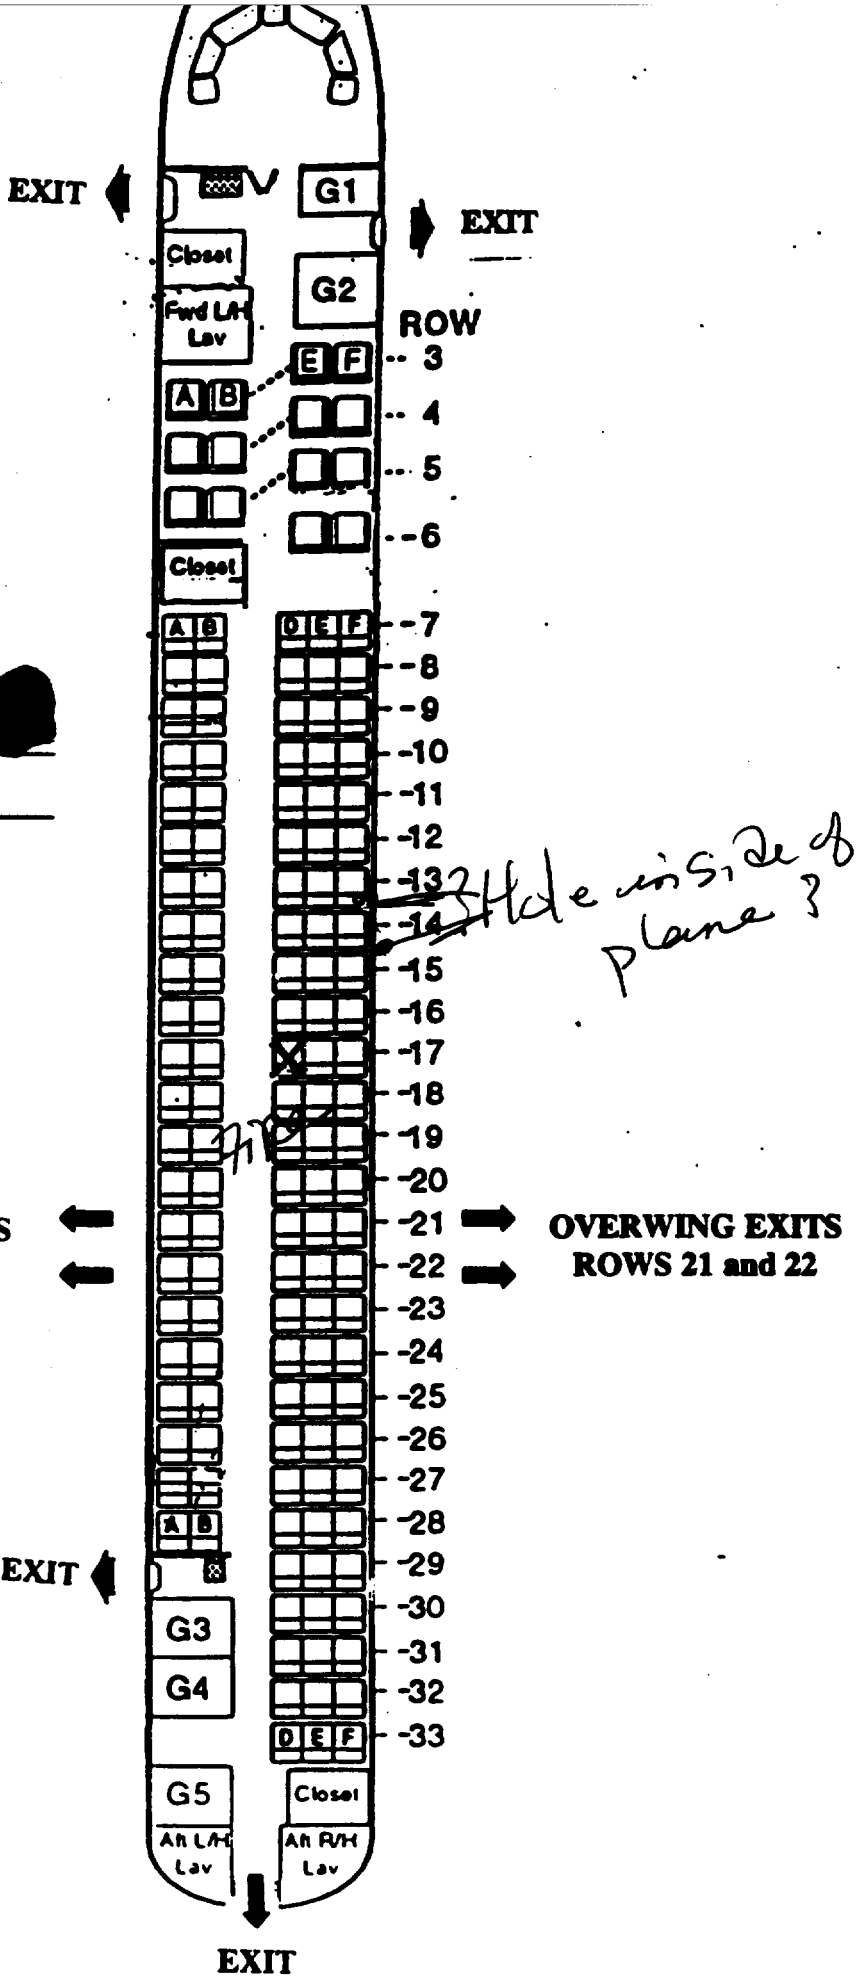 EXIT
G1
EXIT
Closet
G2
Fwd L/H
Lav
ROW
E F -- 3
A B
-- 4
-- 5
-- 6
Closet
A B D E F -7
-8
-9
-10
-11
-12
-13
Hole in side of
plane ?
-14
-15
-16
X -17
-18
Fire
-19
-20
S -21 OVERWING EXITS
-22 ROWS 21 and 22
-23
-24
-25
-26
-27
A B -28
EXIT -29
G3 -30
-31
G4 -32
D E F -33
G5 Closet
Aft L/H Aft R/H
Lav Lav
EXIT